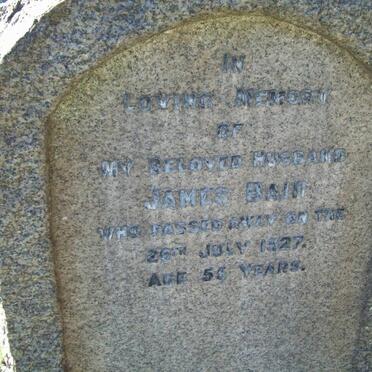 IN
LOVING MEMORY
OF
MY BELOVED HUSBAND
JAMES BAIN
WHO PASSED AWAY ON THE
26TH JULY 1927.
AGE 55 YEARS.